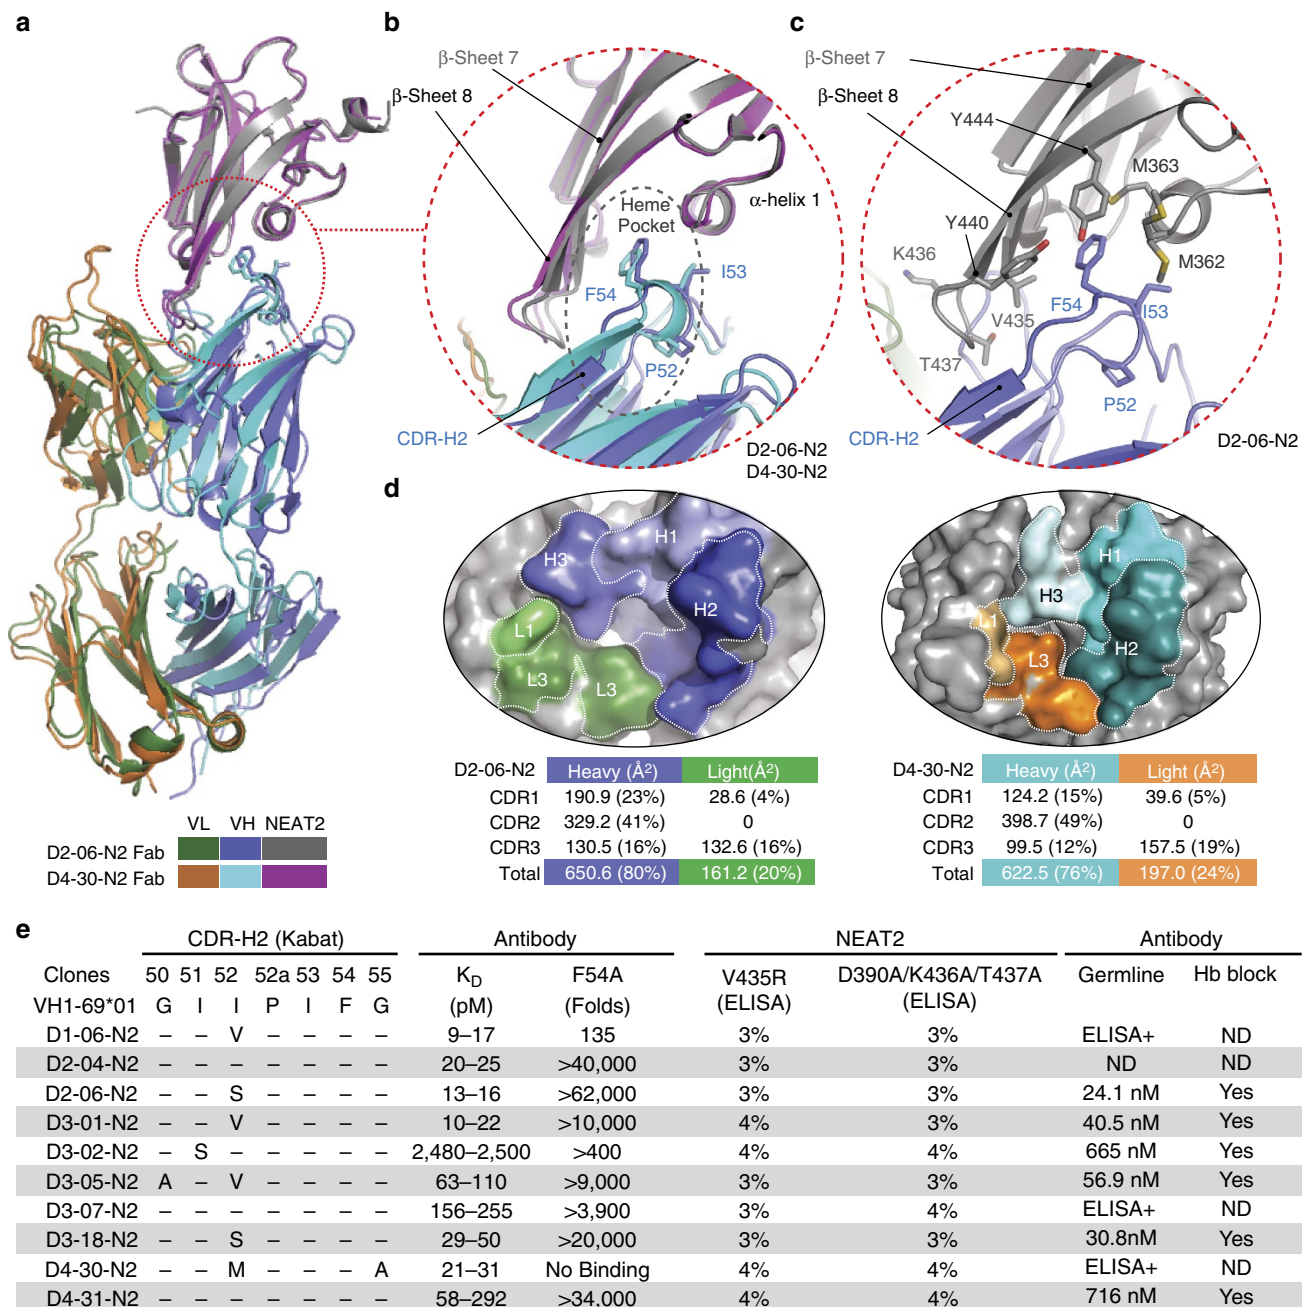 a
b
c
β-Sheet 7
β-Sheet 8
Heme
Pocket
α-helix 1
F54
I53
P52
CDR-H2
D2-06-N2
D4-30-N2
β-Sheet 7
β-Sheet 8
Y444
M363
Y440
K436
M362
F54
I53
V435
T437
P52
CDR-H2
D2-06-N2
VL VH NEAT2
D2-06-N2 Fab
D4-30-N2 Fab
d
H3
H1
H2
L1
L3
L3
H1
H3
L1
L3
H2
D2-06-N2 Heavy (Å²) Light(Å²)
CDR1 190.9 (23%) 28.6 (4%)
CDR2 329.2 (41%) 0
CDR3 130.5 (16%) 132.6 (16%)
Total 650.6 (80%) 161.2 (20%)
D4-30-N2 Heavy (Å²) Light (Å²)
CDR1 124.2 (15%) 39.6 (5%)
CDR2 398.7 (49%) 0
CDR3 99.5 (12%) 157.5 (19%)
Total 622.5 (76%) 197.0 (24%)
e
CDR-H2 (Kabat) Antibody NEAT2 Antibody
Clones 50 51 52 52a 53 54 55 K_D F54A V435R D390A/K436A/T437A Germline Hb block
VH1-69*01 G I I P I F G (pM) (Folds) (ELISA) (ELISA)
D1-06-N2 – – V – – – – 9–17 135 3% 3% ELISA+ ND
D2-04-N2 – – – – – – – 20–25 >40,000 3% 3% ND ND
D2-06-N2 – – S – – – – 13–16 >62,000 3% 3% 24.1 nM Yes
D3-01-N2 – – V – – – – 10–22 >10,000 4% 3% 40.5 nM Yes
D3-02-N2 – S – – – – – 2,480–2,500 >400 4% 4% 665 nM Yes
D3-05-N2 A – V – – – – 63–110 >9,000 3% 3% 56.9 nM Yes
D3-07-N2 – – – – – – – 156–255 >3,900 3% 4% ELISA+ ND
D3-18-N2 – – S – – – – 29–50 >20,000 3% 3% 30.8nM Yes
D4-30-N2 – – M – – – A 21–31 No Binding 4% 4% ELISA+ ND
D4-31-N2 – – – – – – – 58–292 >34,000 4% 4% 716 nM Yes